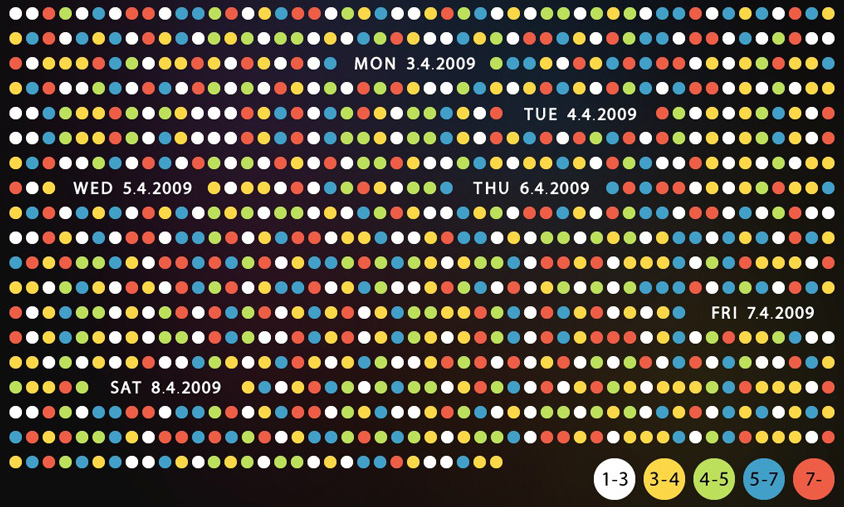 MON 3.4.2009
TUE 4.4.2009
WED 5.4.2009 THU 6.4.2009
FRI 7.4.2009
SAT 8.4.2009
1-3 3-4 4-5 5-7 7-